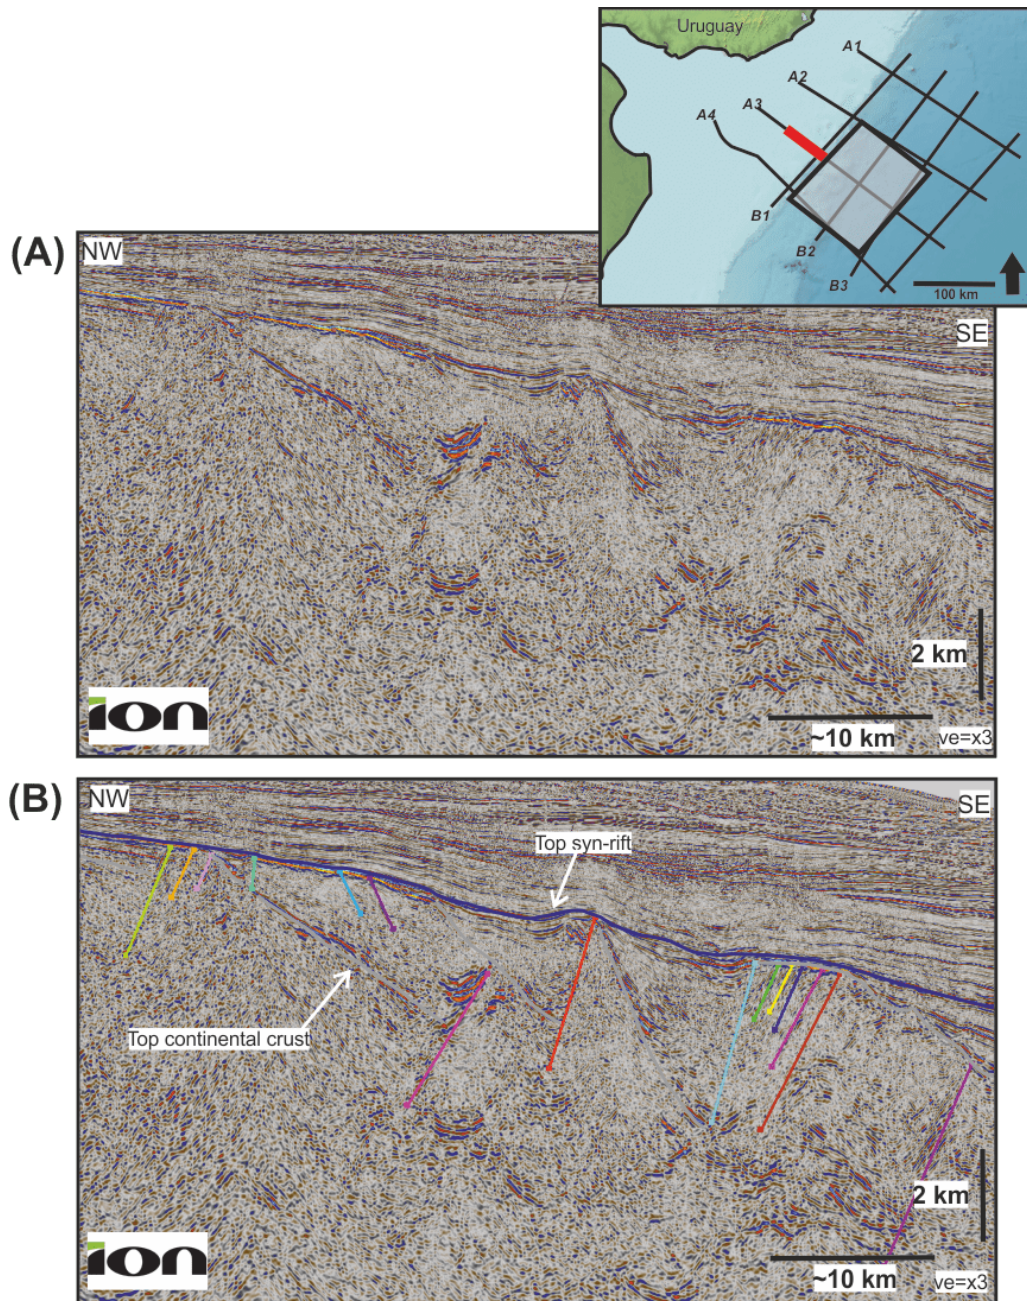 Uruguay
A1
A2
A3
A4
B1
B2
B3
100 km
(A)
NW
SE
2 km
ion
~10 km
ve=x3
(B)
NW
SE
Top syn-rift
Top continental crust
2 km
ion
~10 km
ve=x3